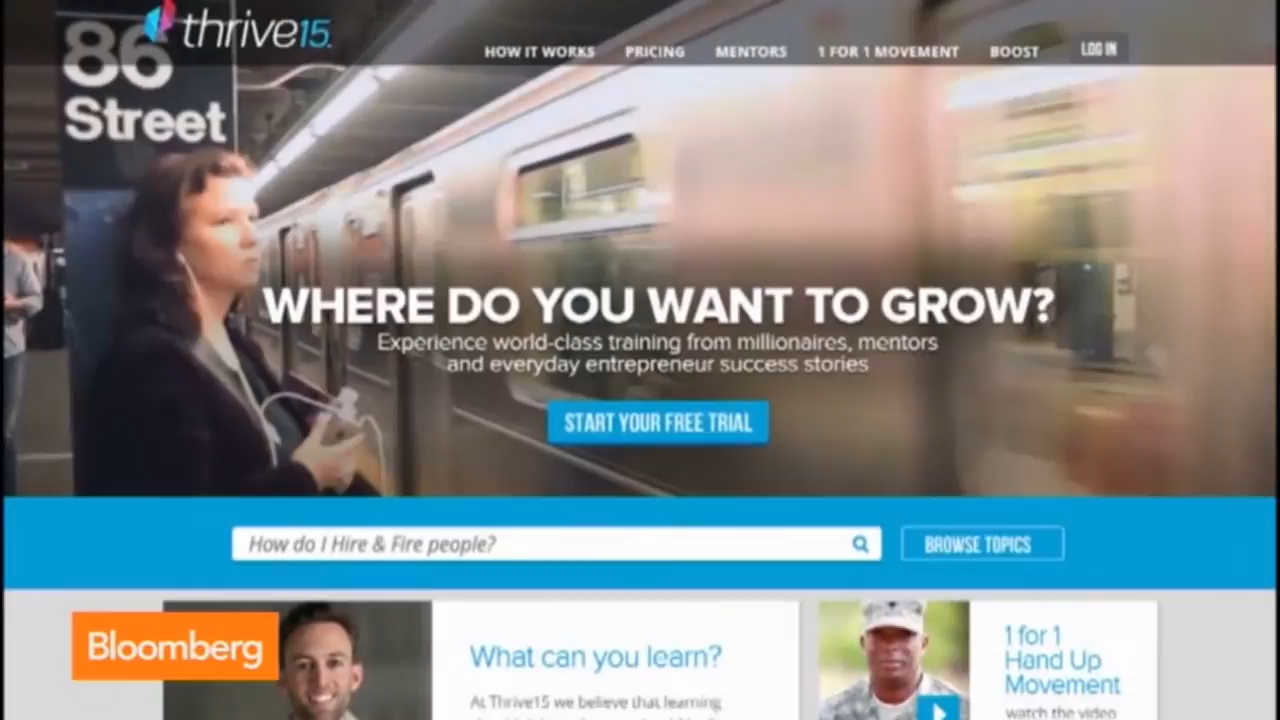 86
Street
thrive15.
HOW IT WORKS PRICING MENTORS 1 FOR 1 MOVEMENT BOOST LOG IN
WHERE DO YOU WANT TO GROW?
Experience world-class training from millionaires, mentors
and everyday entrepreneur success stories
START YOUR FREE TRIAL
How do I Hire & Fire people?
BROWSE TOPICS
Bloomberg
What can you learn?
At Thrive15 we believe that learning
1 for 1
Hand Up
Movement
watch the video